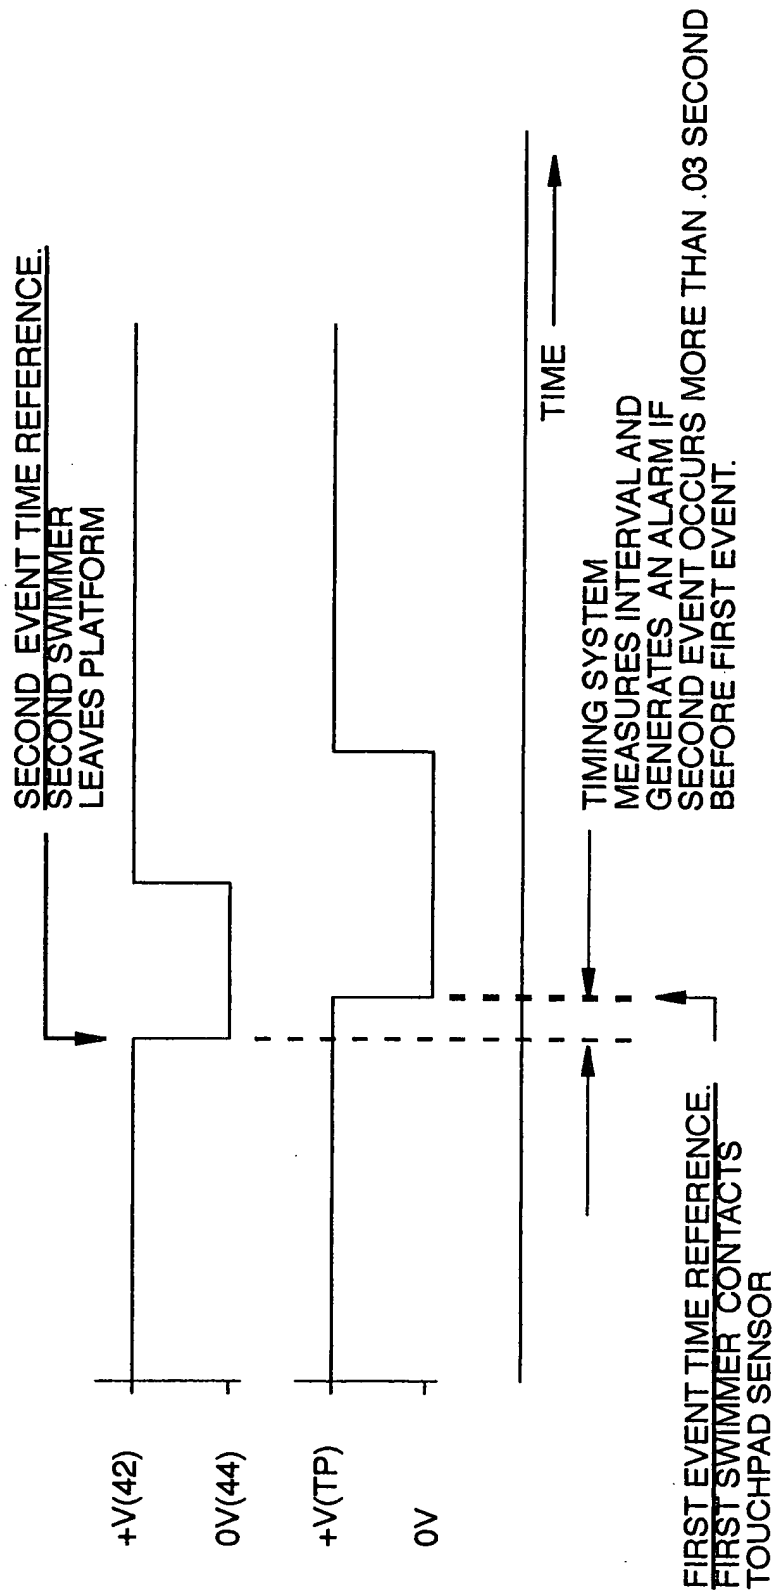 SECOND EVENT TIME REFERENCE.
SECOND SWIMMER
LEAVES PLATFORM
+V(42)
0V(44)
+V(TP)
0V
TIME
TIMING SYSTEM
MEASURES INTERVAL AND
GENERATES AN ALARM IF
SECOND EVENT OCCURS MORE THAN .03 SECOND
BEFORE FIRST EVENT.
FIRST EVENT TIME REFERENCE.
FIRST SWIMMER CONTACTS
TOUCHPAD SENSOR